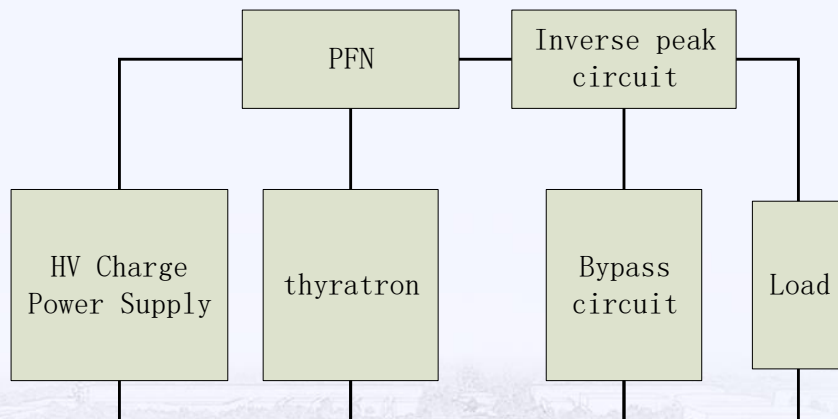 PFN
Inverse peak
circuit
HV Charge
Power Supply
thyratron
Bypass
circuit
Load